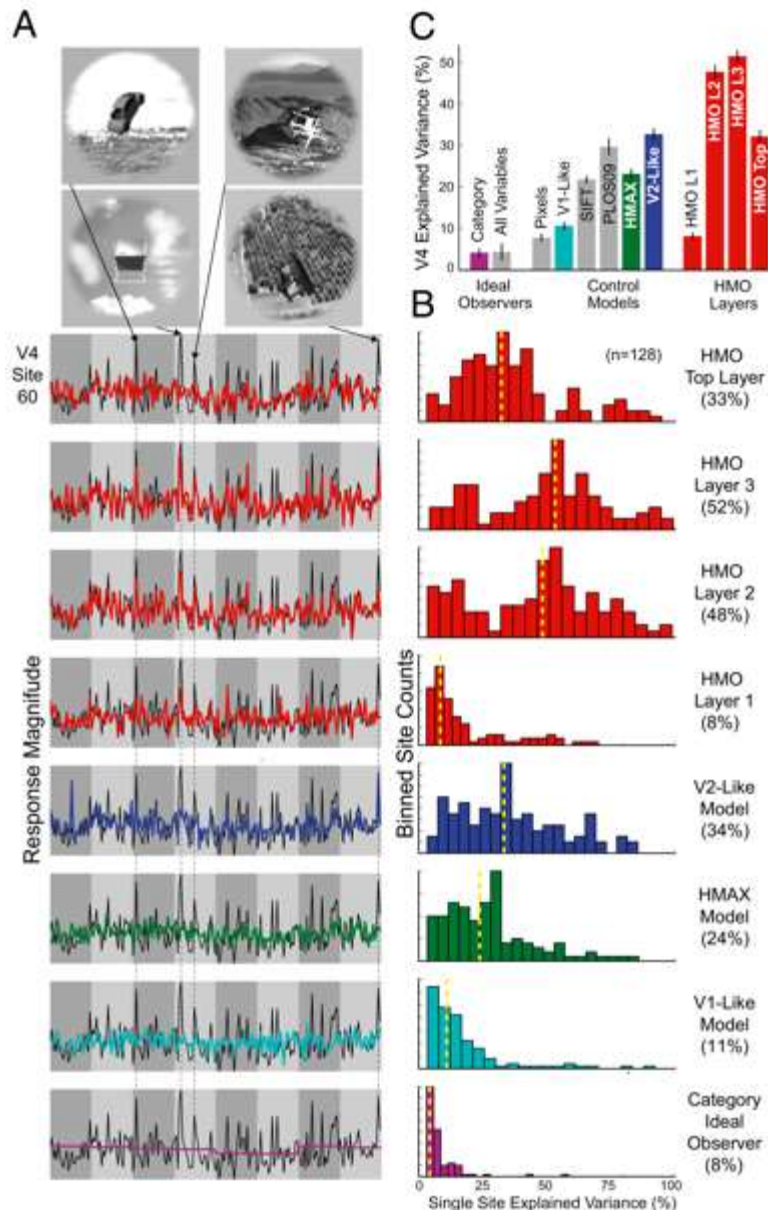 A
V4
Site
60
Response Magnifude
C
V4 Explained Variance (%)
50
40
30
20
10
0
Category
All Variables
Pixels
V1-Like
SIFT
PLOS09
HMAX
V2-Like
HMO L1
HMO L2
HMO L3
HMO Top
Ideal
Observers
Control
Models
HMO
Layers
B
Binned Site Counts
(n=128)
HMO
Top Layer
(33%)
HMO
Layer 3
(52%)
HMO
Layer 2
(48%)
HMO
Layer 1
(8%)
V2-Like
Model
(34%)
HMAX
Model
(24%)
V1-Like
Model
(11%)
Category
Ideal
Observer
(8%)
0
25
50
75
100
Single Site Explained Variance (%)